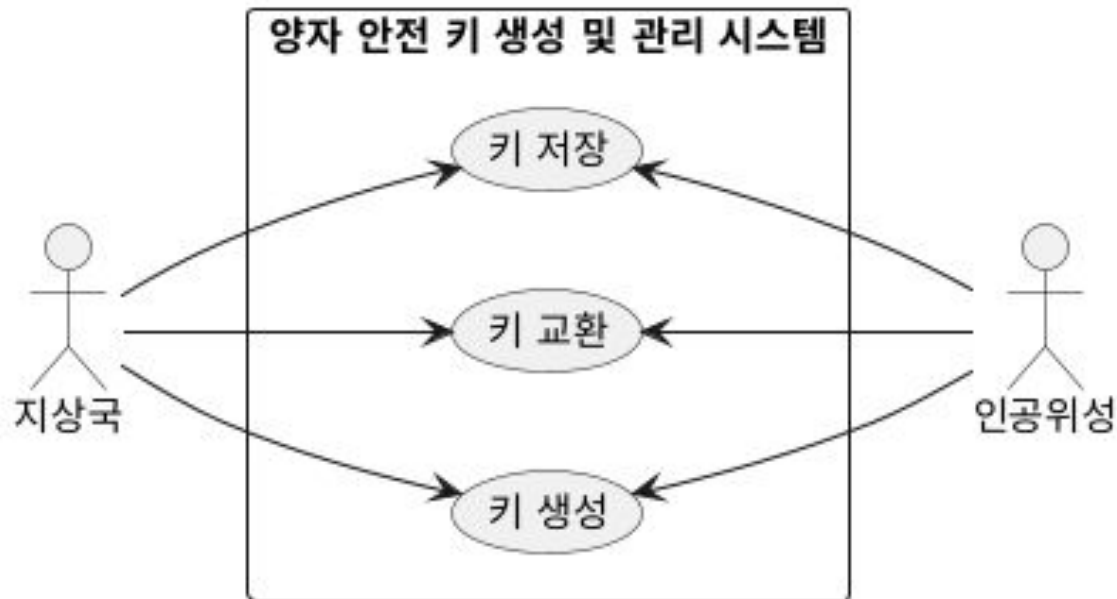 양자 안전 키 생성 및 관리 시스템
키 저장
키 교환
지상국
인공위성
키 생성